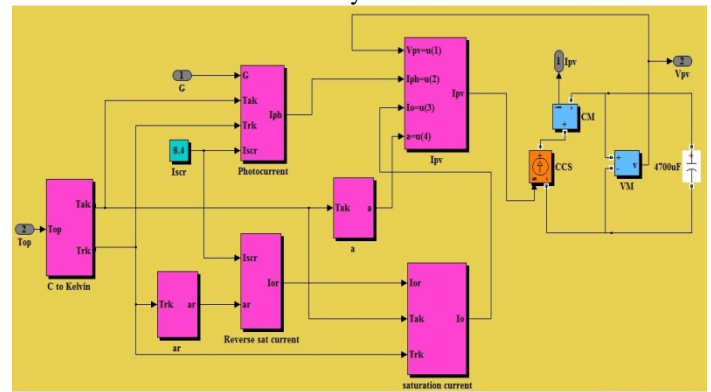 1
G
G
Tak
Trk
Iscr
Iph
Photocurrent
8.4
Iscr
Vpv=u(1)
Iph=u(2)
Io=u(3)
a=u(4)
Ipv
Ipv
1
Ipv
CM
2
Vpv
CCS
v
VM
4700uF
2
Top
Top
Tak
Trk
C to Kelvin
Tak
a
a
Trk
ar
ar
Iscr
ar
Ior
Reverse sat current
Ior
Tak
Trk
Io
saturation current